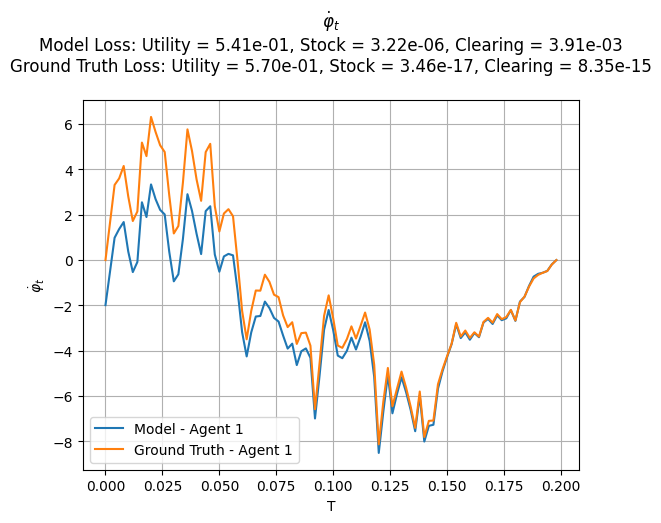 φ̇ₜ
Model Loss: Utility = 5.41e-01, Stock = 3.22e-06, Clearing = 3.91e-03
Ground Truth Loss: Utility = 5.70e-01, Stock = 3.46e-17, Clearing = 8.35e-15
6
4
2
0
−2
−4
−6
−8
φ̇ₜ
Model - Agent 1
Ground Truth - Agent 1
0.000 0.025 0.050 0.075 0.100 0.125 0.150 0.175 0.200
T